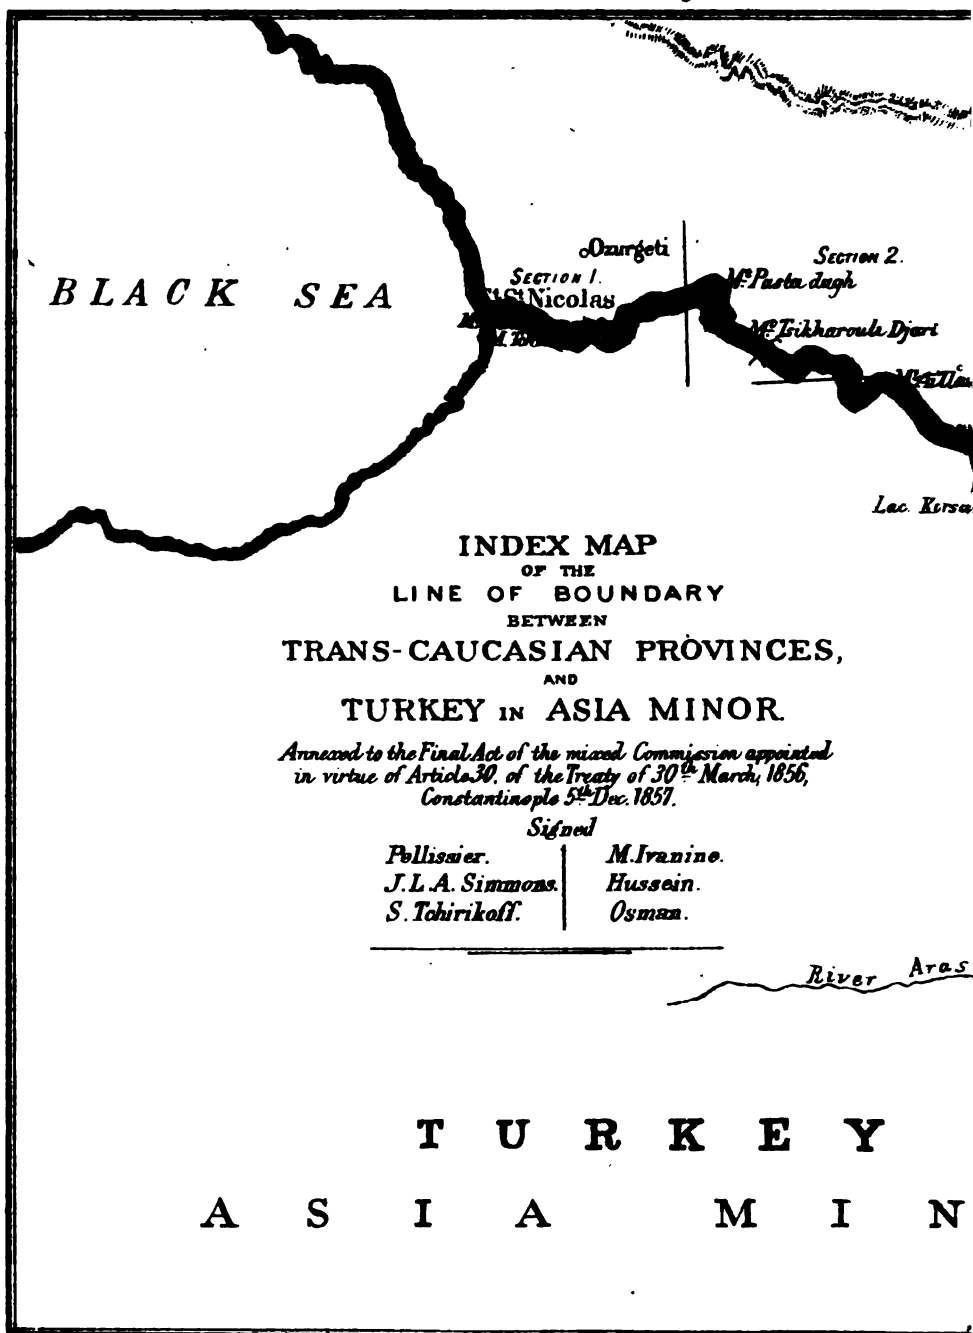 Ozurgeti
SECTION 2.
SECTION 1.
Mt. Pasta dagh
BLACK SEA
St. Nicolas
Mt. Tsikharoula Djari
Lac. Kirsa
INDEX MAP
OF THE
LINE OF BOUNDARY
BETWEEN
TRANS-CAUCASIAN PROVINCES,
AND
TURKEY IN ASIA MINOR.
Annexed to the Final Act of the mixed Commission appointed
in virtue of Article 30. of the Treaty of 30th March, 1856,
Constantinople 5th Dec. 1857.
Signed
Pellissier.
J.L.A. Simmons.
S. Tchirikoff.
M. Ivanine.
Hussein.
Osman.
River Aras
TURKEY
ASIA MIN